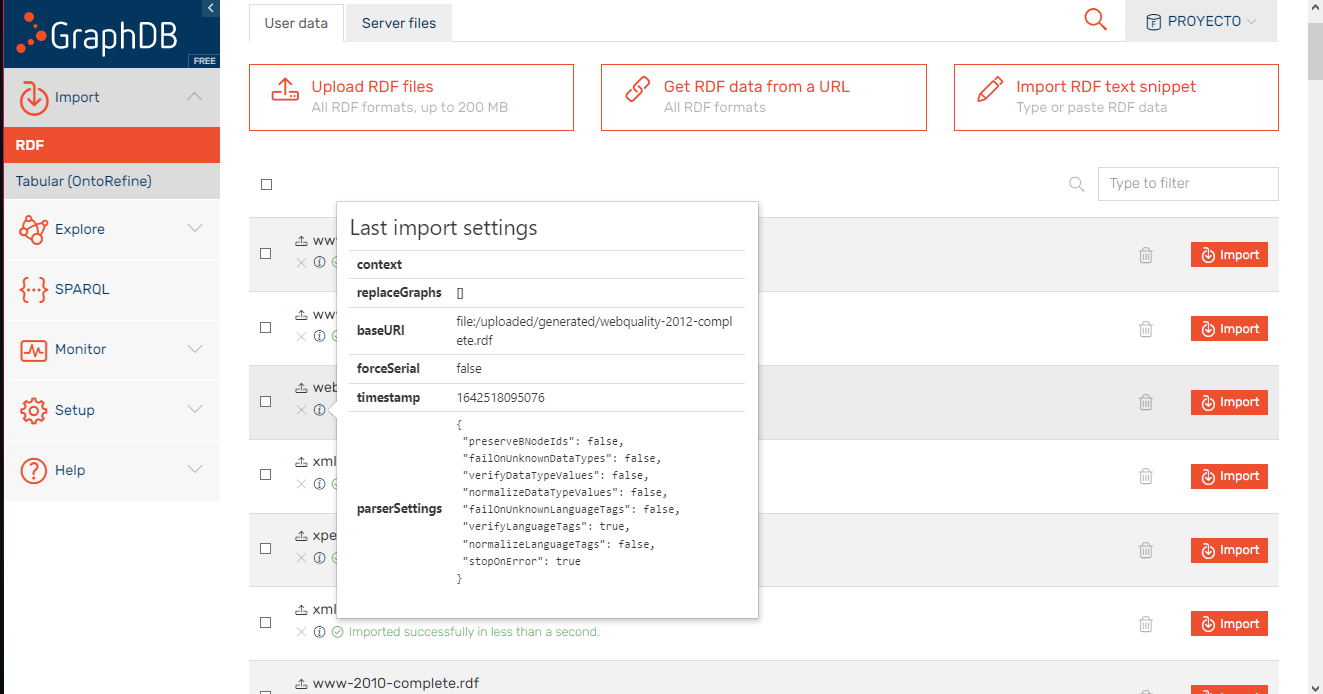 GraphDB
FREE
Import
RDF
Tabular (OntoRefine)
Explore
SPARQL
Monitor
Setup
Help
User data
Server files
PROYECTO
Upload RDF files
All RDF formats, up to 200 MB
Get RDF data from a URL
All RDF formats
Import RDF text snippet
Type or paste RDF data
Type to filter
Import
Import
Import
Import
Import
Import
Last import settings
context
replaceGraphs []
baseURI file:/uploaded/generated/webquality-2012-compl
ete.rdf
forceSerial false
timestamp 1642518095076
parserSettings
{
"preserveBNodeIds": false,
"failOnUnknownDataTypes": false,
"verifyDataTypeValues": false,
"normalizeDataTypeValues": false,
"failOnUnknownLanguageTags": false,
"verifyLanguageTags": true,
"normalizeLanguageTags": false,
"stopOnError": true
}
web
xml
xpe
xml
Imported successfully in less than a second.
www-2010-complete.rdf